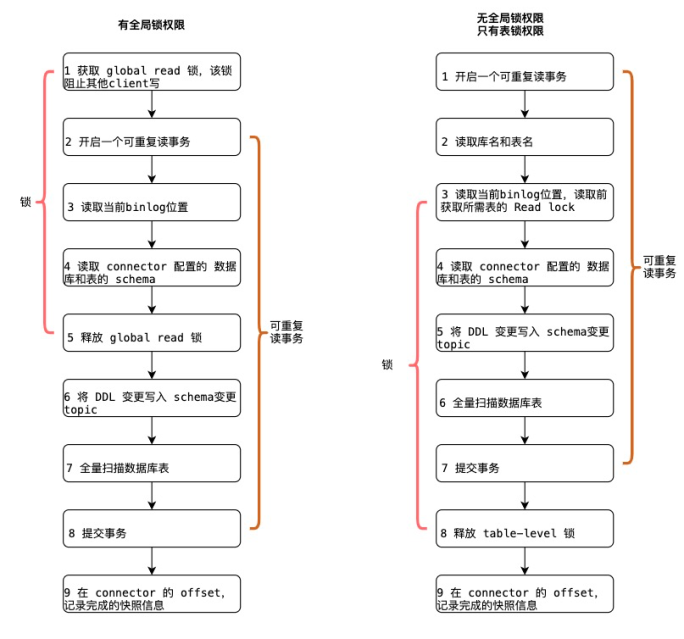 有全局锁权限
1 获取 global read 锁，该锁
阻止其他client写
2 开启一个可重复读事务
3 读取当前binlog位置
4 读取 connector 配置的 数据
库和表的 schema
5 释放 global read 锁
6 将 DDL 变更写入 schema变更
topic
7 全量扫描数据库表
8 提交事务
9 在 connector 的 offset，
记录完成的快照信息
锁
可重复
读事务
无全局锁权限
只有表锁权限
1 开启一个可重复读事务
2 读取库名和表名
3 读取当前binlog位置，读取前
获取所需表的 Read lock
4 读取 connector 配置的 数据
库和表的 schema
5 将 DDL 变更写入 schema变更
topic
6 全量扫描数据库表
7 提交事务
8 释放 table-level 锁
9 在 connector 的 offset，
记录完成的快照信息
锁
可重复
读事务